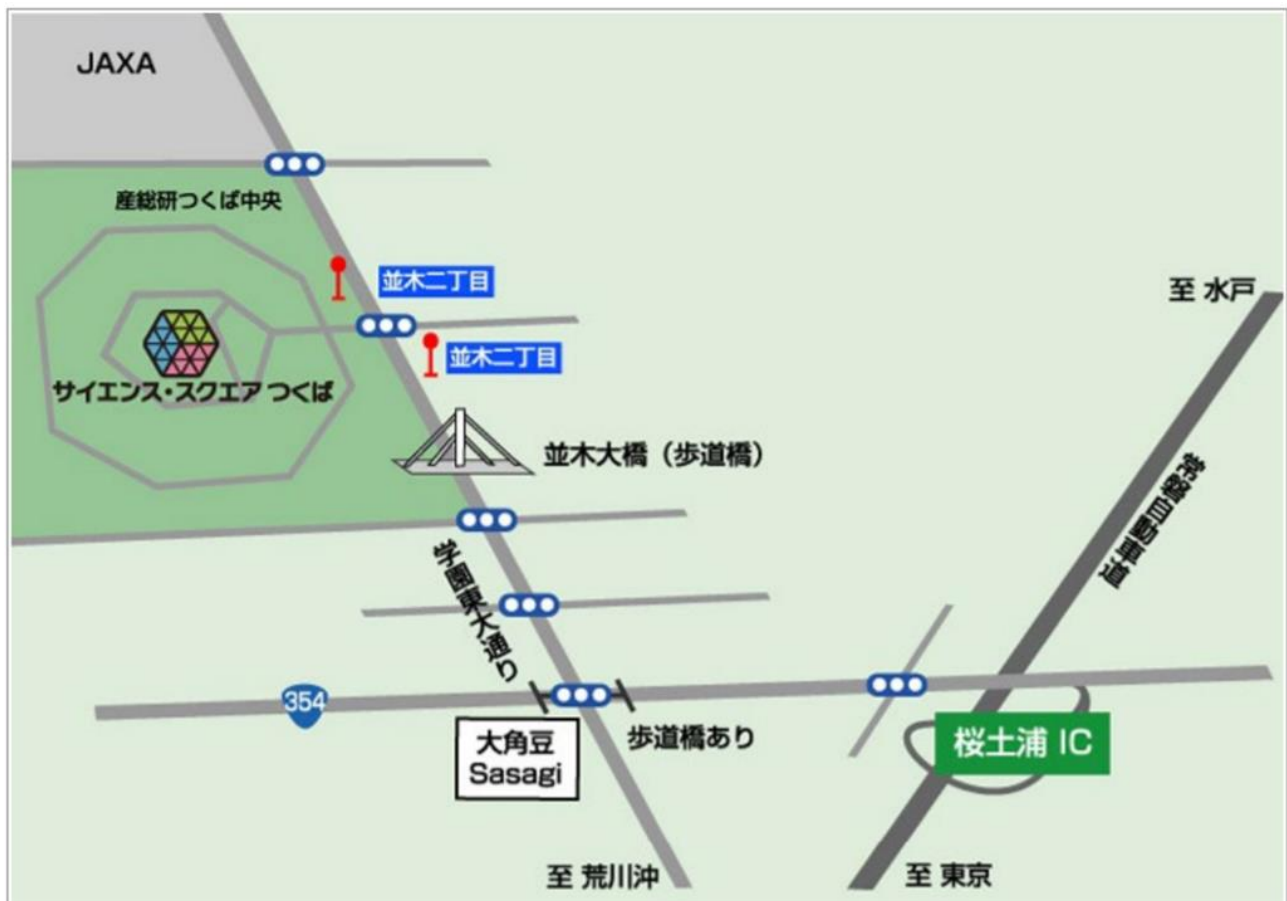 JAXA
産総研つくば中央
並木二丁目
至 水戸
並木二丁目
サイエンス・スクエア つくば
並木大橋（歩道橋）
常磐自動車道
学園東大通り
354
大角豆
Sasagi
歩道橋あり
桜土浦 IC
至 荒川沖
至 東京